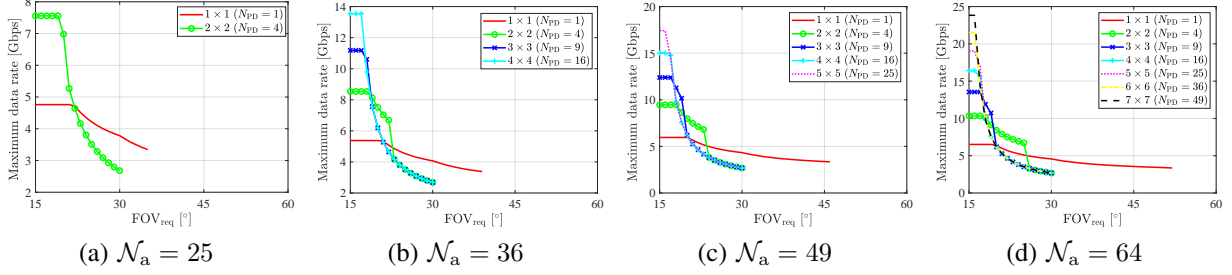 Maximum data rate [Gbps]
8
7
6
5
4
3
2
15 30 45 60
FOV_req [°]
1 × 1 (N_PD = 1)
2 × 2 (N_PD = 4)
(a) 𝒩_a = 25
Maximum data rate [Gbps]
14
12
10
8
6
4
2
15 30 45 60
FOV_req [°]
1 × 1 (N_PD = 1)
2 × 2 (N_PD = 4)
3 × 3 (N_PD = 9)
4 × 4 (N_PD = 16)
(b) 𝒩_a = 36
Maximum data rate [Gbps]
20
15
10
5
0
15 30 45 60
FOV_req [°]
1 × 1 (N_PD = 1)
2 × 2 (N_PD = 4)
3 × 3 (N_PD = 9)
4 × 4 (N_PD = 16)
5 × 5 (N_PD = 25)
(c) 𝒩_a = 49
Maximum data rate [Gbps]
25
20
15
10
5
0
15 30 45 60
FOV_req [°]
1 × 1 (N_PD = 1)
2 × 2 (N_PD = 4)
3 × 3 (N_PD = 9)
4 × 4 (N_PD = 16)
5 × 5 (N_PD = 25)
6 × 6 (N_PD = 36)
7 × 7 (N_PD = 49)
(d) 𝒩_a = 64